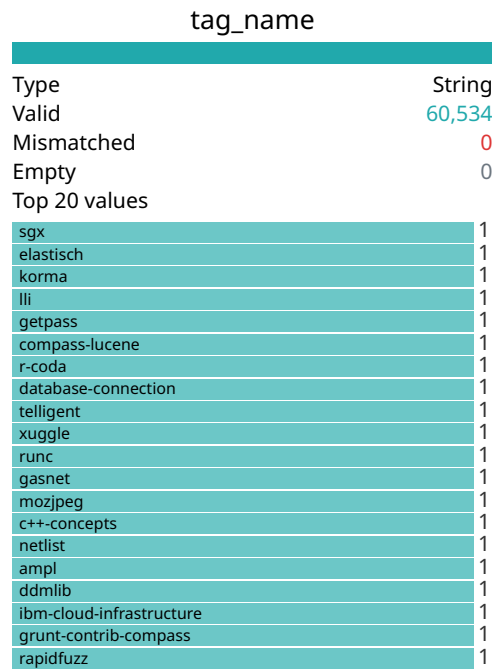 tag_name
Type String
Valid 60,534
Mismatched 0
Empty 0
Top 20 values
sgx 1
elastisch 1
korma 1
lli 1
getpass 1
compass-lucene 1
r-coda 1
database-connection 1
telligent 1
xuggle 1
runc 1
gasnet 1
mozjpeg 1
c++-concepts 1
netlist 1
ampl 1
ddmlib 1
ibm-cloud-infrastructure 1
grunt-contrib-compass 1
rapidfuzz 1